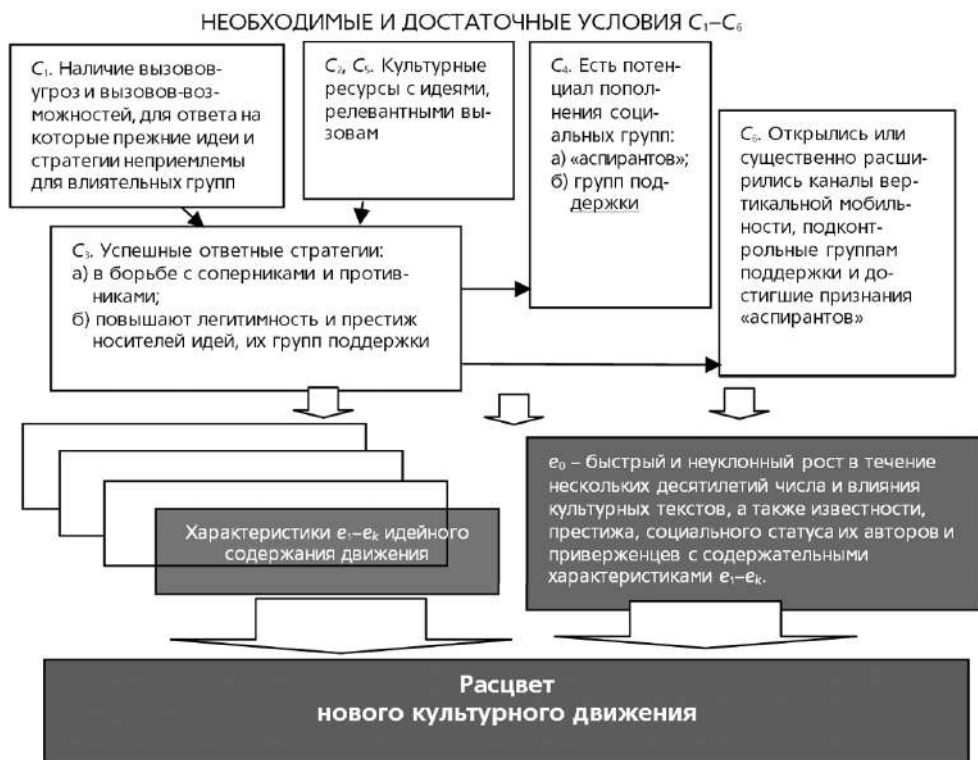 НЕОБХОДИМЫЕ И ДОСТАТОЧНЫЕ УСЛОВИЯ C₁–C₆
C₁. Наличие вызовов-
угроз и вызовов-воз-
можностей, для ответа на
которые прежние идеи и
стратегии неприемлемы
для влиятельных групп
C₂, C₅. Культурные
ресурсы с идеями,
релевантными вы-
зовам
C₄. Есть потен-
циал попол-
нения соци-
альных групп:
а) «аспирантов»;
б) групп под-
держки
C₆. Открылись или
существенно расши-
рились каналы вер-
тикальной мобиль-
ности, подконт-
рольные группам
поддержки и до-
стигшие признания
«аспирантов»
C₃. Успешные ответные стратегии:
а) в борьбе с соперниками и против-
никами;
б) повышают легитимность и престиж
носителей идей, их групп поддержки
Характеристики e₁–eₖ идейного
содержания движения
e₀ – быстрый и неуклонный рост в течение
нескольких десятилетий числа и влияния
культурных текстов, а также известности,
престижа, социального статуса их авторов и
приверженцев с содержательными
характеристиками e₁–eₖ.
Расцвет
нового культурного движения